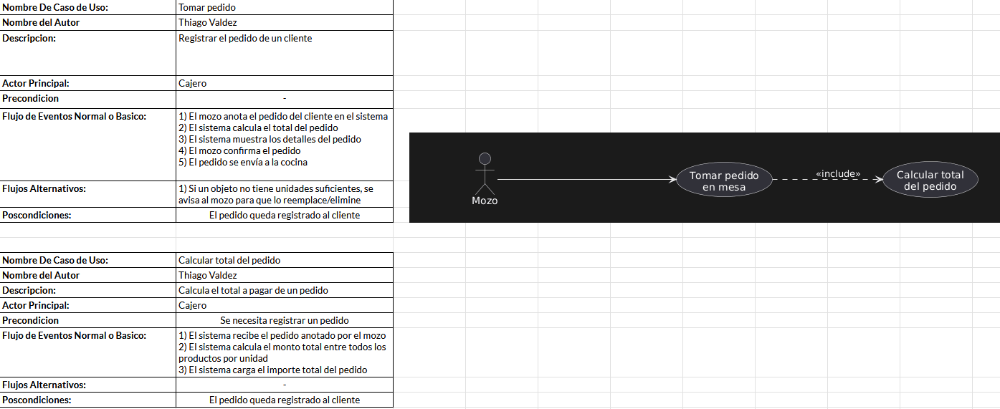 Nombre De Caso de Uso: Tomar pedido
Nombre del Autor Thiago Valdez
Descripcion: Registrar el pedido de un cliente
Actor Principal: Cajero
Precondicion -
Flujo de Eventos Normal o Basico: 1) El mozo anota el pedido del cliente en el sistema
2) El sistema calcula el total del pedido
3) El sistema muestra los detalles del pedido
4) El mozo confirma el pedido
5) El pedido se envía a la cocina
Flujos Alternativos: 1) Si un objeto no tiene unidades suficientes, se
avisa al mozo para que lo reemplace/elimine
Poscondiciones: El pedido queda registrado al cliente
Mozo
Tomar pedido
en mesa
«include»
Calcular total
del pedido
Nombre De Caso de Uso: Calcular total del pedido
Nombre del Autor Thiago Valdez
Descripcion: Calcula el total a pagar de un pedido
Actor Principal: Cajero
Precondicion Se necesita registrar un pedido
Flujo de Eventos Normal o Basico: 1) El sistema recibe el pedido anotado por el mozo
2) El sistema calcula el monto total entre todos los
productos por unidad
3) El sistema carga el importe total del pedido
Flujos Alternativos: -
Poscondiciones: El pedido queda registrado al cliente